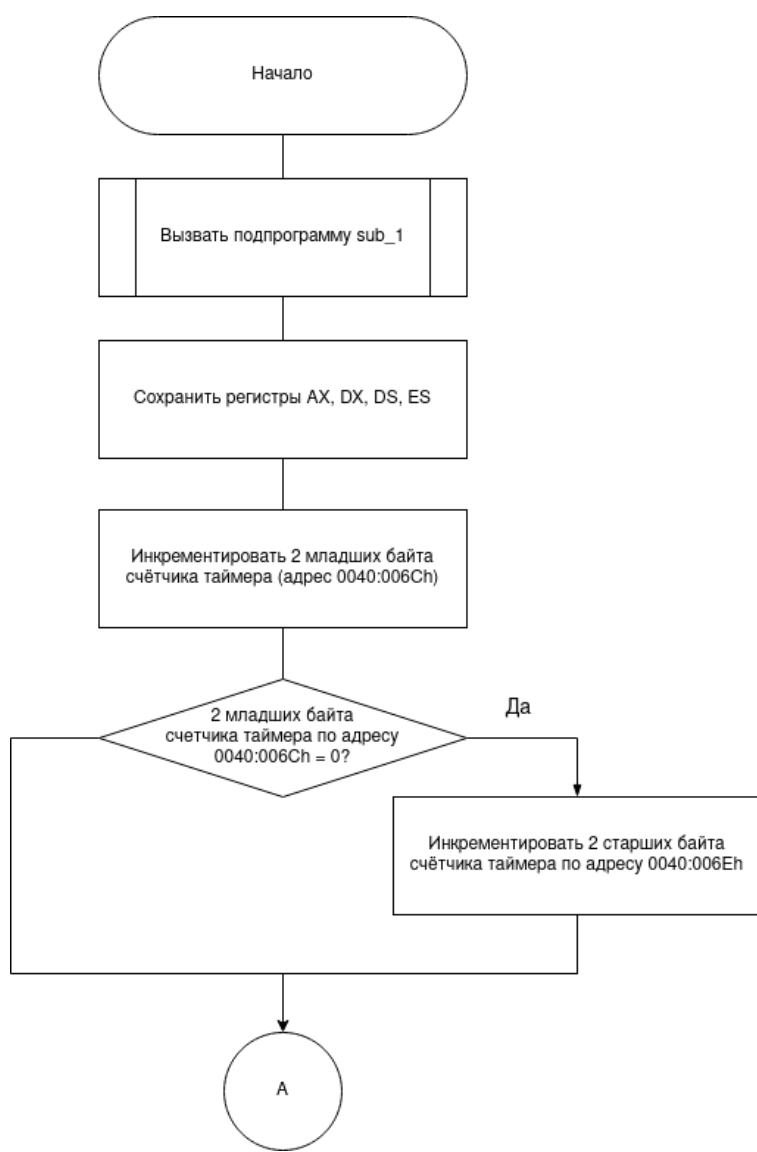 Начало
Вызвать подпрограмму sub_1
Сохранить регистры AX, DX, DS, ES
Инкрементировать 2 младших байта
счётчика таймера (адрес 0040:006Ch)
2 младших байта
счетчика таймера по адресу
0040:006Ch = 0?
Да
Инкрементировать 2 старших байта
счётчика таймера по адресу 0040:006Eh
А